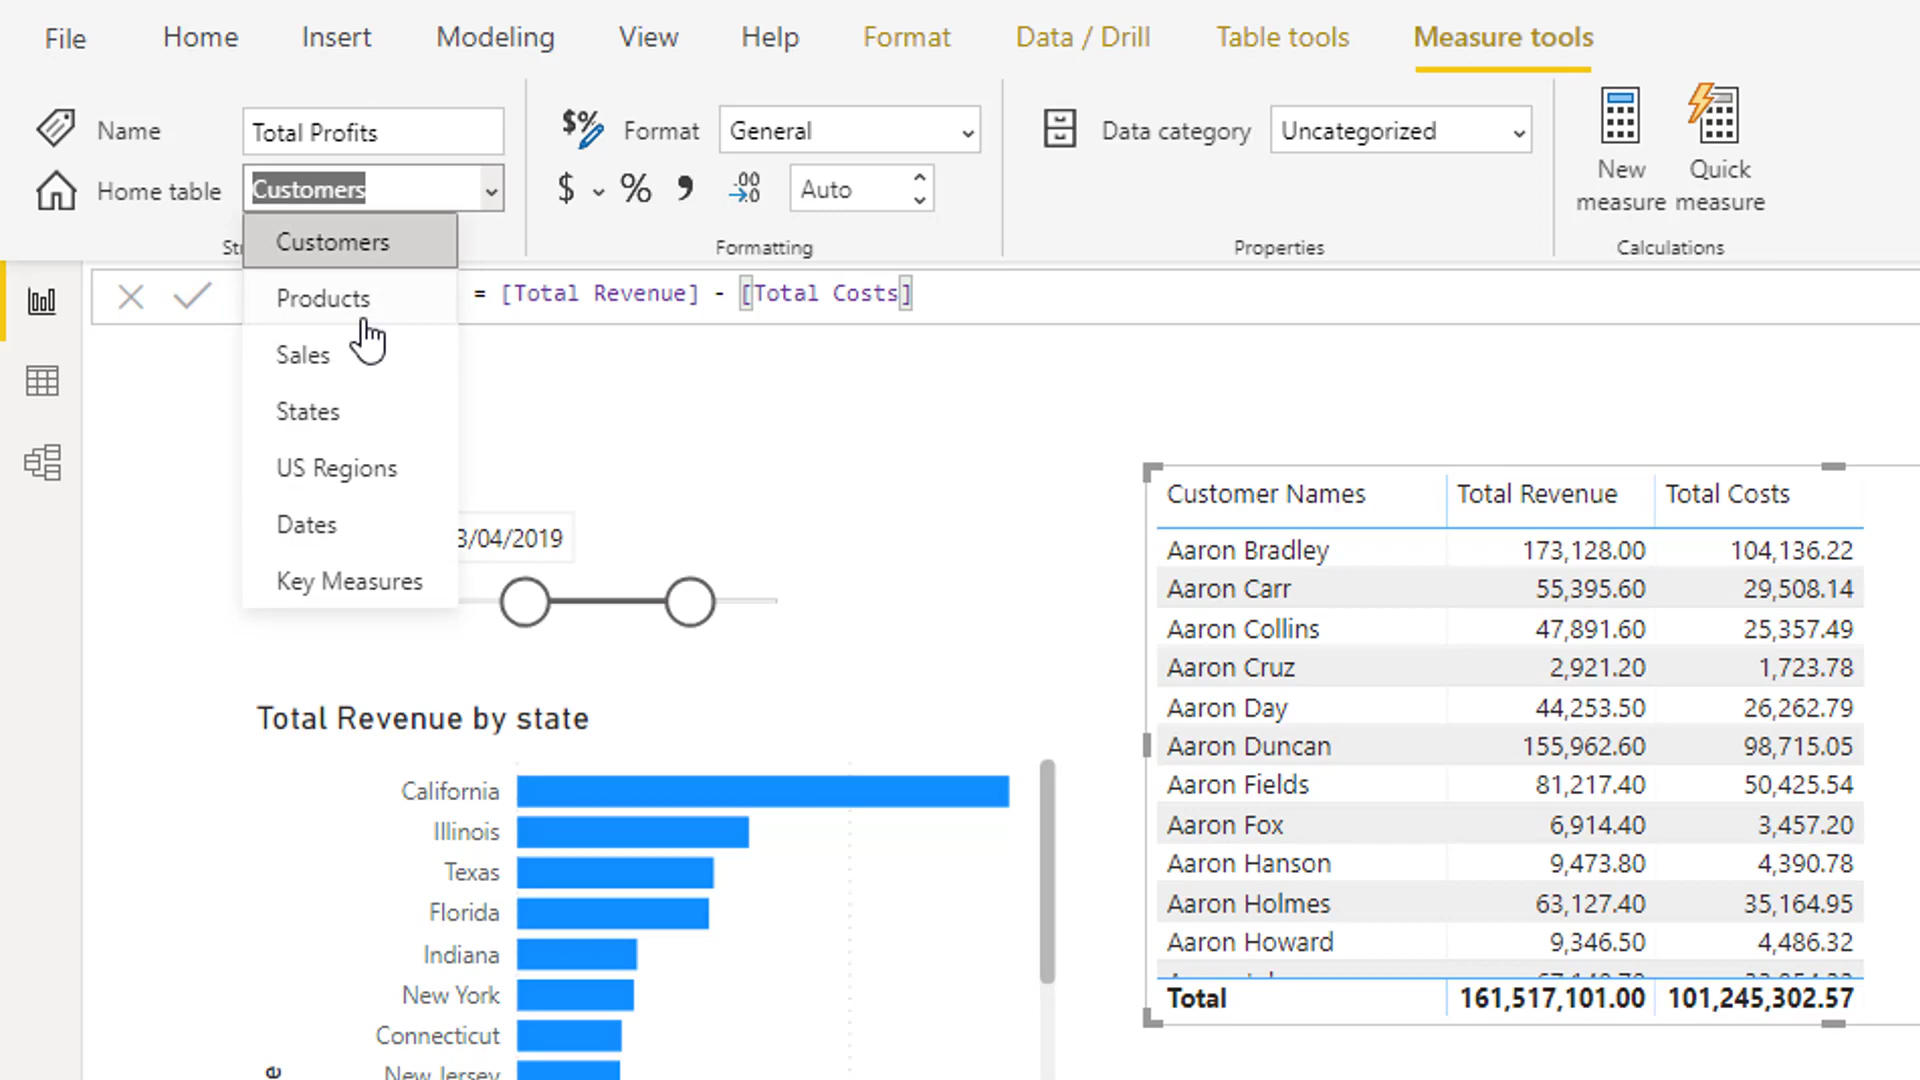 File Home Insert Modeling View Help Format Data / Drill Table tools Measure tools
Name Total Profits
Home table Customers
$% Format General
$ % , .00 .0 Auto
Data category Uncategorized
New measure
Quick measure
Formatting
Properties
Calculations
Customers
Products
Sales
States
US Regions
Dates
Key Measures
= [Total Revenue] - [Total Costs]
3/04/2019
Total Revenue by state
California
Illinois
Texas
Florida
Indiana
New York
Connecticut
New Jersey
Customer Names Total Revenue Total Costs
Aaron Bradley 173,128.00 104,136.22
Aaron Carr 55,395.60 29,508.14
Aaron Collins 47,891.60 25,357.49
Aaron Cruz 2,921.20 1,723.78
Aaron Day 44,253.50 26,262.79
Aaron Duncan 155,962.60 98,715.05
Aaron Fields 81,217.40 50,425.54
Aaron Fox 6,914.40 3,457.20
Aaron Hanson 9,473.80 4,390.78
Aaron Holmes 63,127.40 35,164.95
Aaron Howard 9,346.50 4,486.32
Total 161,517,101.00 101,245,302.57